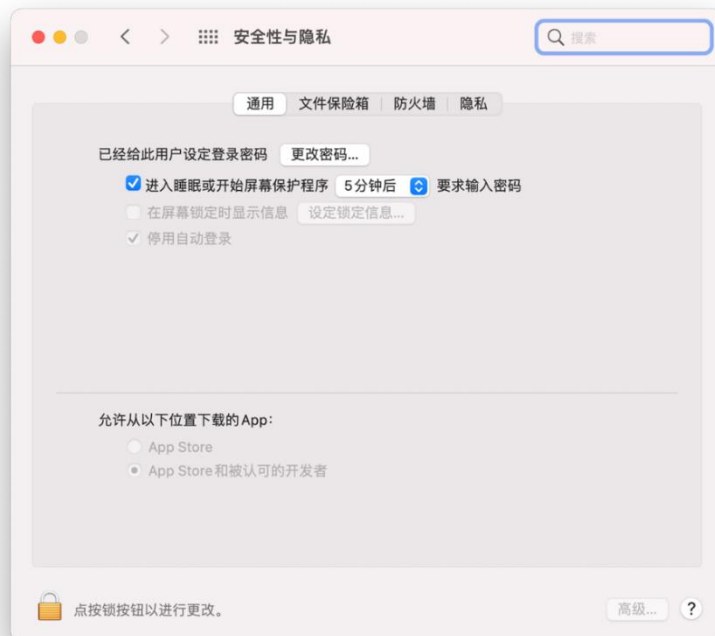 安全性与隐私
搜索
通用 文件保险箱 防火墙 隐私
已经给此用户设定登录密码 更改密码...
进入睡眠或开始屏幕保护程序 5分钟后 要求输入密码
在屏幕锁定时显示信息 设定锁定信息...
停用自动登录
允许从以下位置下载的App：
App Store
App Store和被认可的开发者
点按锁按钮以进行更改。
高级... ?